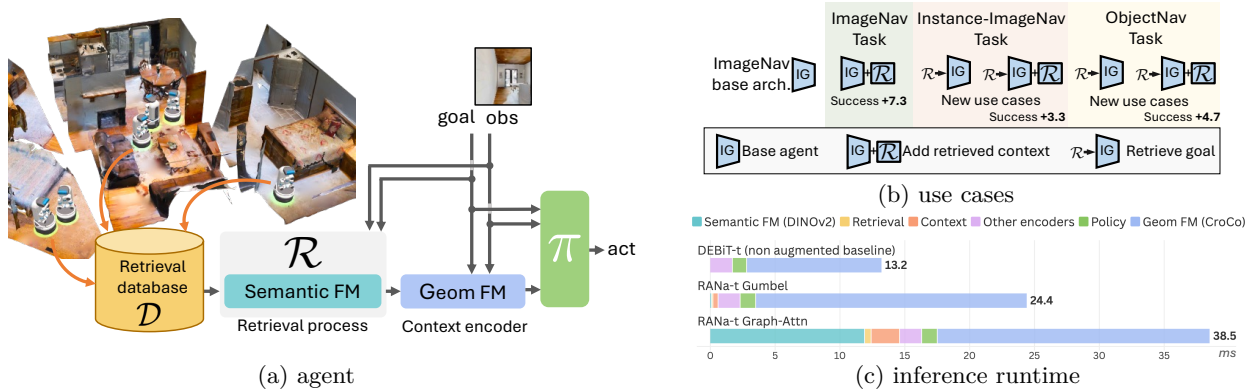 goal obs
Retrieval
database
𝒟
ℛ
Semantic FM
Retrieval process
Geom FM
Context encoder
π
act
(a) agent
ImageNav
Task
Instance-ImageNav
Task
ObjectNav
Task
ImageNav
base arch.
IG
IG + ℛ
ℛ IG
ℛ IG + ℛ
ℛ IG
ℛ IG + ℛ
Success +7.3
New use cases
Success +3.3
New use cases
Success +4.7
IG Base agent
IG + ℛ Add retrieved context
ℛ IG Retrieve goal
(b) use cases
Semantic FM (DINOv2) Retrieval Context Other encoders Policy Geom FM (CroCo)
DEBiT-t (non augmented baseline)
13.2
RANa-t Gumbel
24.4
RANa-t Graph-Attn
38.5
0 5 10 15 20 25 30 35 ms
(c) inference runtime